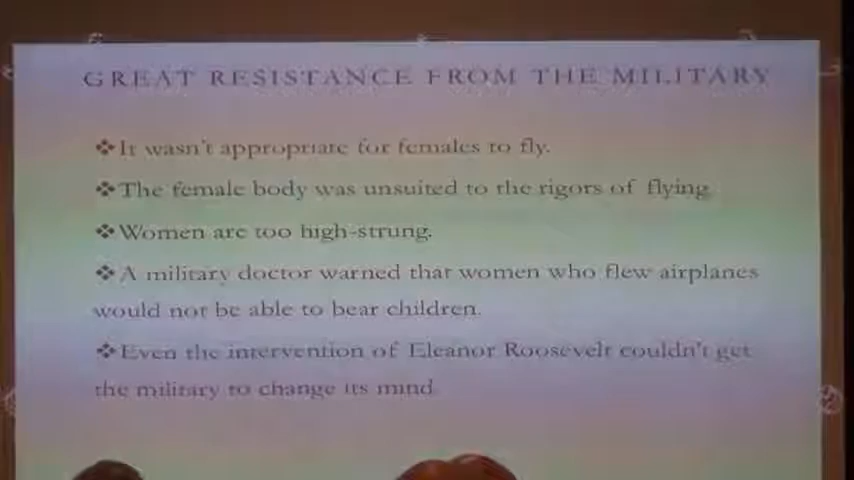 GREAT RESISTANCE FROM THE MILITARY
❖It wasn't appropriate for females to fly.
❖The female body was unsuited to the rigors of flying
❖Women are too high-strung.
❖A military doctor warned that women who flew airplanes
would not be able to bear children.
❖Even the intervention of Eleanor Roosevelt couldn't get
the military to change its mind